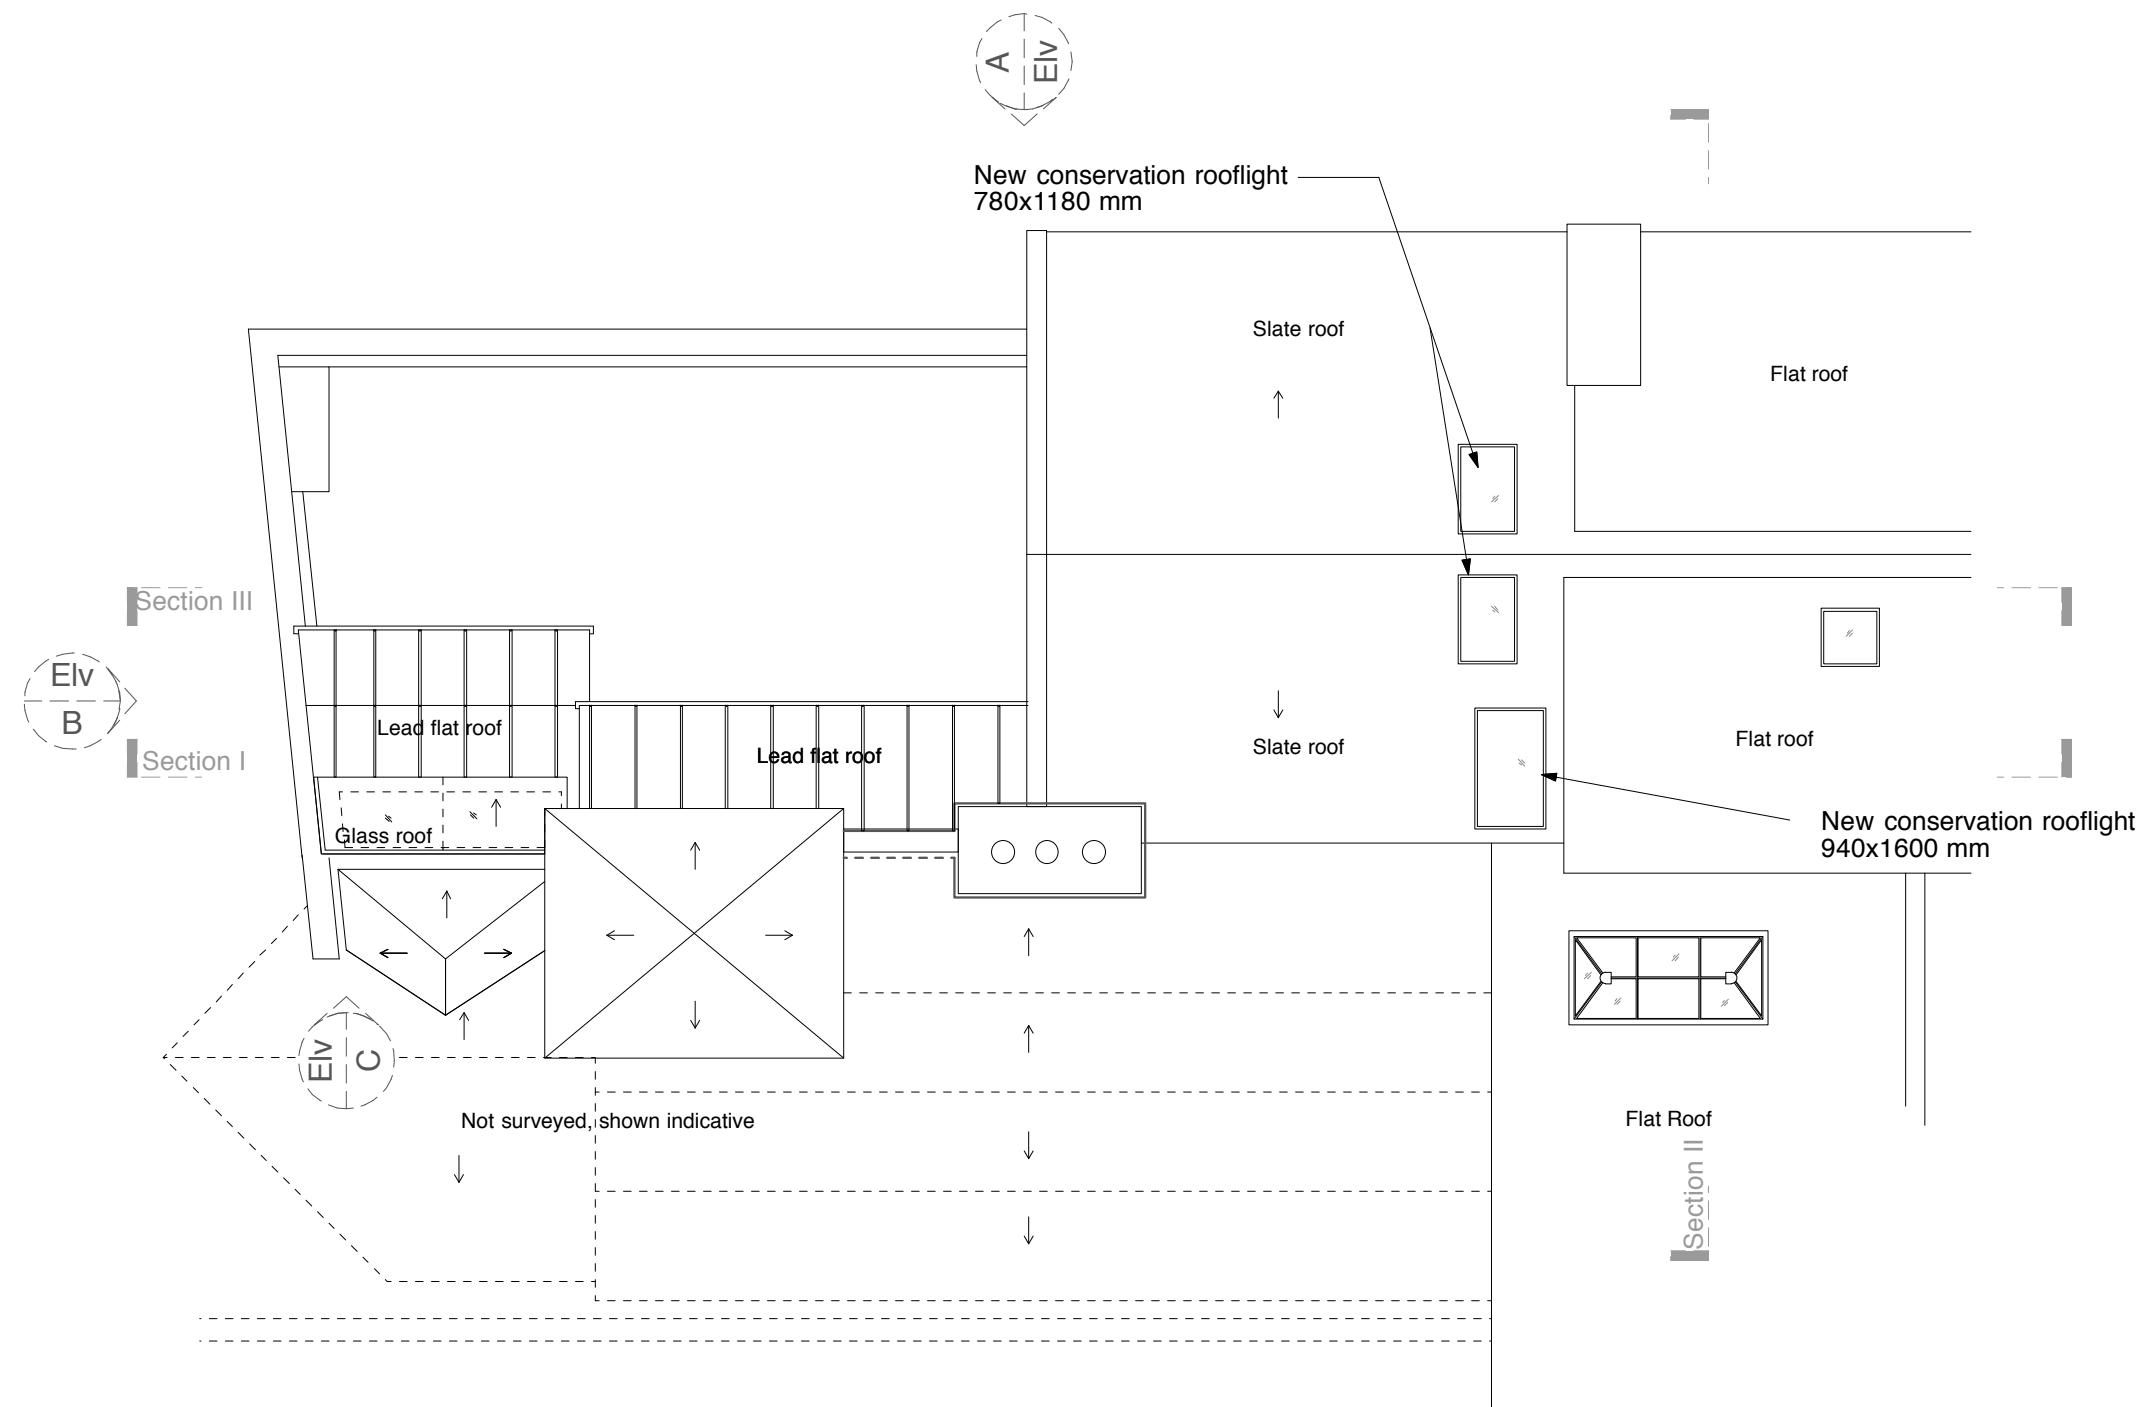 A
Elv
New conservation rooflight
780x1180 mm
Slate roof
Flat roof
Section III
Elv
B
Section I
Lead flat roof
Lead flat roof
Slate roof
Flat roof
Glass roof
New conservation rooflight
940x1600 mm
Elv
C
Not surveyed, shown indicative
Flat Roof
Section II